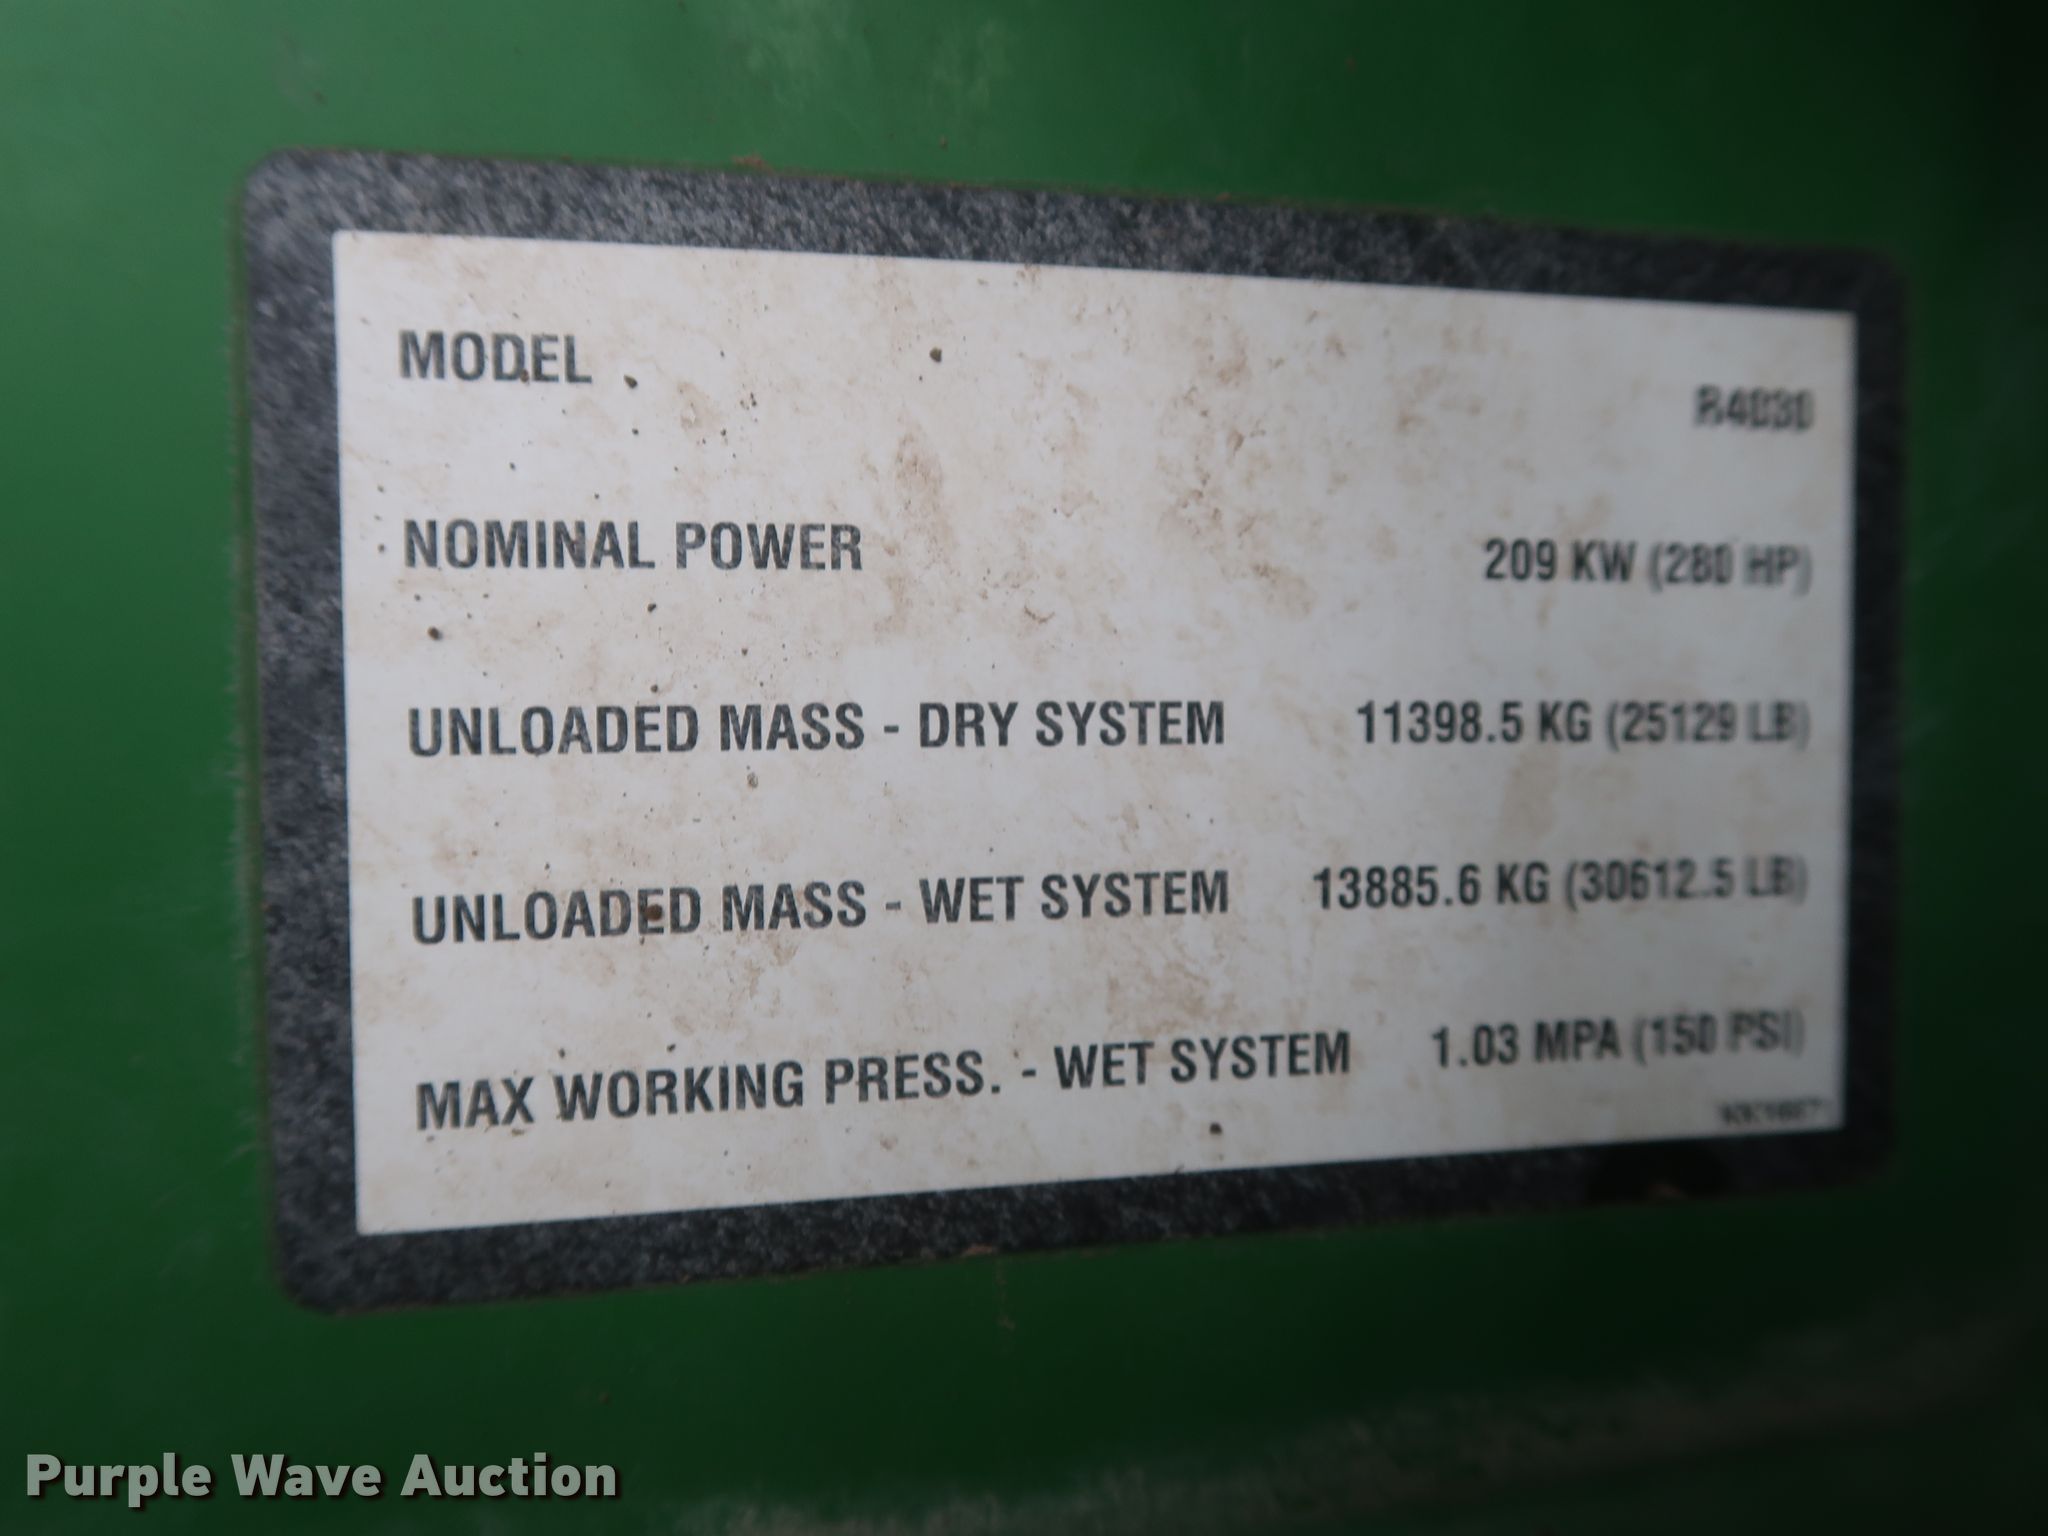 MODEL R4030
NOMINAL POWER 209 KW (280 HP)
UNLOADED MASS - DRY SYSTEM 11398.5 KG (25129 LB)
UNLOADED MASS - WET SYSTEM 13885.6 KG (30612.5 LB)
MAX WORKING PRESS. - WET SYSTEM 1.03 MPA (150 PSI)
Purple Wave Auction